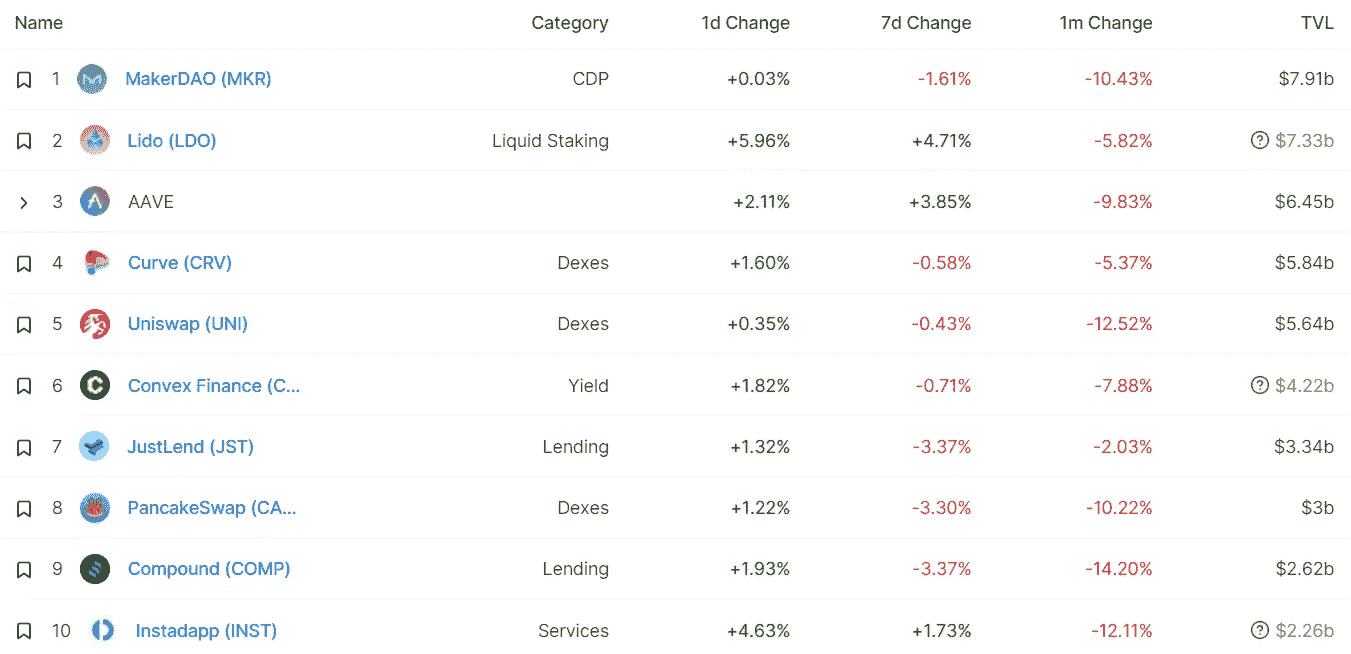 Name Category 1d Change 7d Change 1m Change TVL
1 MakerDAO (MKR) CDP +0.03% -1.61% -10.43% $7.91b
2 Lido (LDO) Liquid Staking +5.96% +4.71% -5.82% ? $7.33b
3 AAVE +2.11% +3.85% -9.83% $6.45b
4 Curve (CRV) Dexes +1.60% -0.58% -5.37% $5.84b
5 Uniswap (UNI) Dexes +0.35% -0.43% -12.52% $5.64b
6 Convex Finance (C... Yield +1.82% -0.71% -7.88% ? $4.22b
7 JustLend (JST) Lending +1.32% -3.37% -2.03% $3.34b
8 PancakeSwap (CA... Dexes +1.22% -3.30% -10.22% $3b
9 Compound (COMP) Lending +1.93% -3.37% -14.20% $2.62b
10 Instadapp (INST) Services +4.63% +1.73% -12.11% ? $2.26b